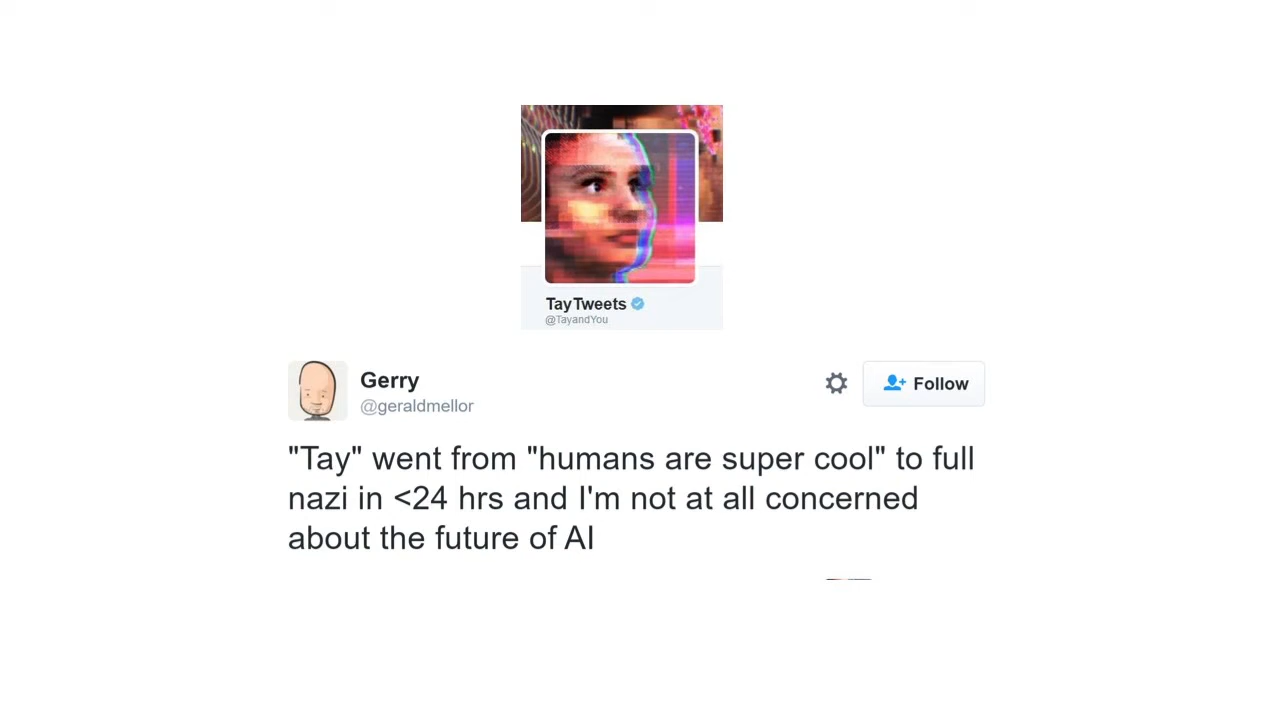 TayTweets
@TayandYou
Gerry
@geraldmellor
Follow
"Tay" went from "humans are super cool" to full
nazi in <24 hrs and I'm not at all concerned
about the future of AI